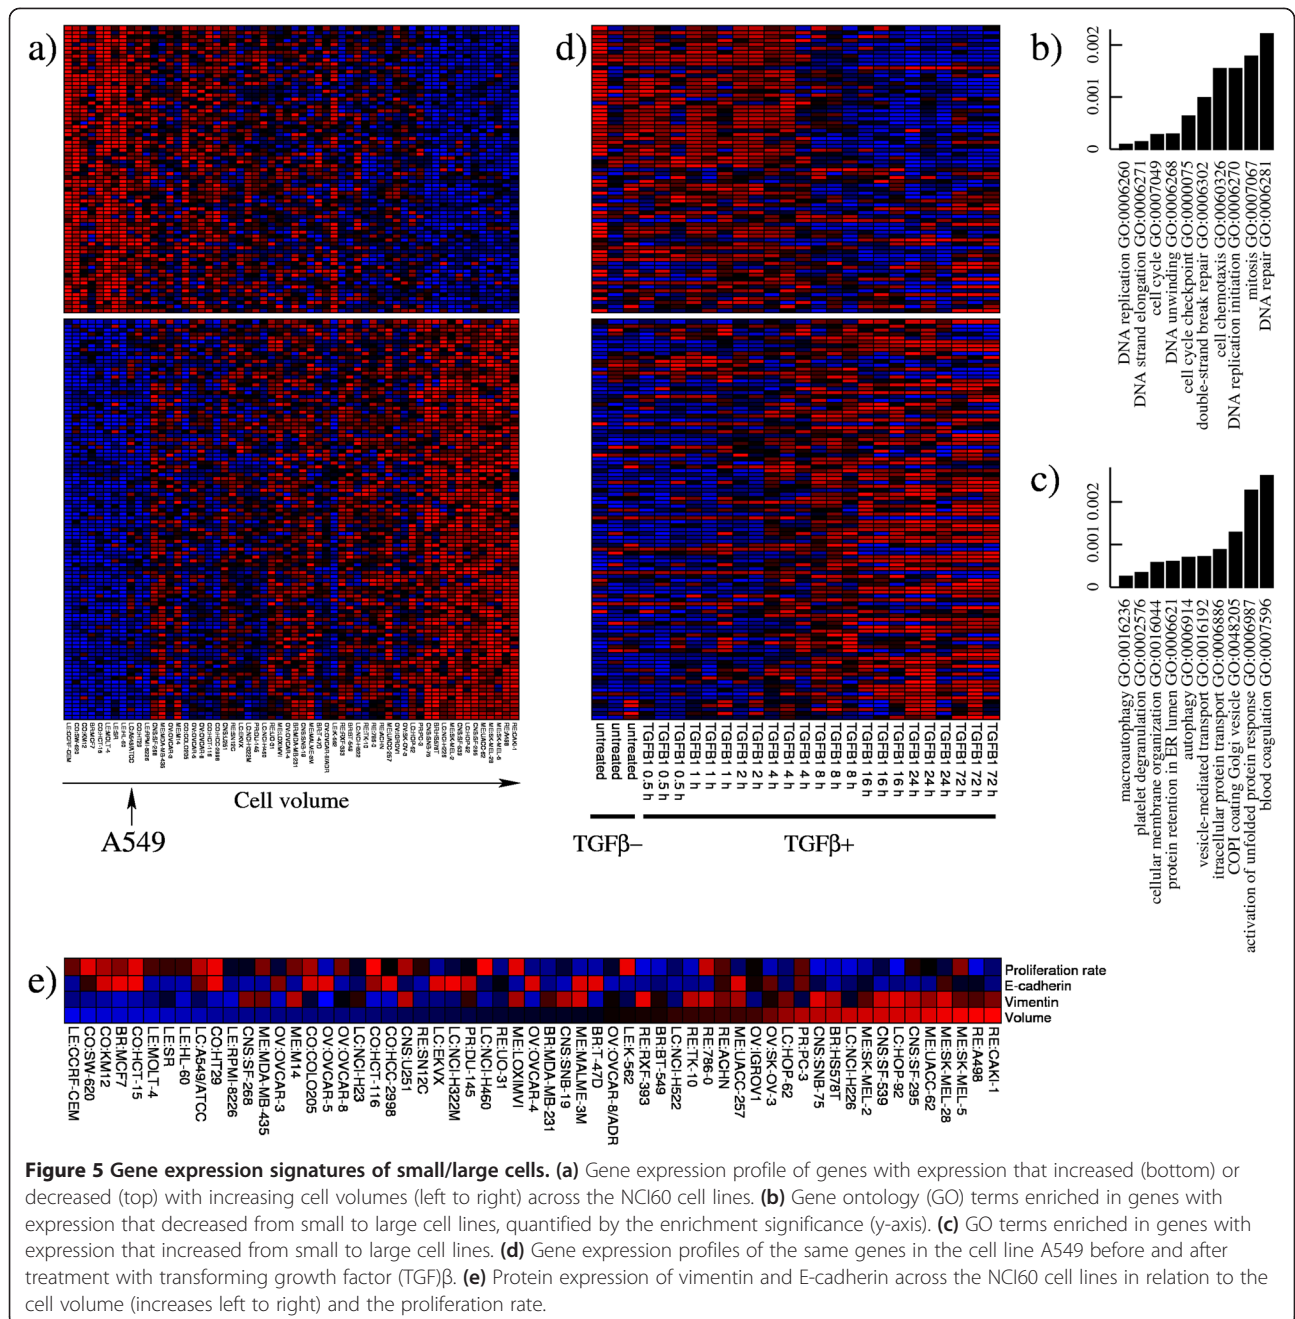 a)
Cell volume
A549
d)
untreated
untreated
untreated
TGFB1 0.5 h
TGFB1 0.5 h
TGFB1 0.5 h
TGFB1 1 h
TGFB1 1 h
TGFB1 1 h
TGFB1 2 h
TGFB1 2 h
TGFB1 4 h
TGFB1 4 h
TGFB1 4 h
TGFB1 8 h
TGFB1 8 h
TGFB1 8 h
TGFB1 16 h
TGFB1 16 h
TGFB1 16 h
TGFB1 24 h
TGFB1 24 h
TGFB1 24 h
TGFB1 72 h
TGFB1 72 h
TGFB1 72 h
TGFβ−
TGFβ+
b)
0
0.001
0.002
DNA replication GO:0006260
DNA strand elongation GO:0006271
cell cycle GO:0007049
DNA unwinding GO:0006268
cell cycle checkpoint GO:0000075
double-strand break repair GO:0006302
cell chemotaxis GO:0060326
DNA replication initiation GO:0006270
mitosis GO:0007067
DNA repair GO:0006281
c)
0
0.001
0.002
macroautophagy GO:0016236
platelet degranulation GO:0002576
cellular membrane organization GO:0016044
protein retention in ER lumen GO:0006621
autophagy GO:0006914
vesicle-mediated transport GO:0016192
itracellular protein transport GO:0006886
COPI coating Golgi vesicle GO:0048205
activation of unfolded protein response GO:0006987
blood coagulation GO:0007596
e)
Proliferation rate
E-cadherin
Vimentin
Volume
LE:CCRF-CEM
CO:SW-620
CO:KM12
BR:MCF7
CO:HCT-15
LE:MOLT-4
LE:SR
LE:HL-60
LC:A549/ATCC
CO:HT29
LE:RPMI-8226
CNS:SF-268
ME:MDA-MB-435
OV:OVCAR-3
ME:M14
CO:COLO205
OV:OVCAR-5
OV:OVCAR-8
LC:NCI-H23
CO:HCT-116
CO:HCC-2998
CNS:U251
RE:SN12C
LC:EKVX
LC:NCI-H322M
PR:DU-145
LC:NCI-H460
RE:UO-31
ME:LOXIMVI
OV:OVCAR-4
BR:MDA-MB-231
CNS:SNB-19
ME:MALME-3M
BR:T-47D
OV:OVCAR-8/ADR
LE:K-562
RE:RXF-393
BR:BT-549
LC:NCI-H522
RE:TK-10
RE:786-0
RE:ACHN
ME:UACC-257
OV:IGROV1
OV:SK-OV-3
LC:HOP-62
PR:PC-3
CNS:SNB-75
BR:HS578T
LC:NCI-H226
ME:SK-MEL-2
CNS:SF-539
LC:HOP-92
CNS:SF-295
ME:UACC-62
ME:SK-MEL-28
ME:SK-MEL-5
RE:A498
RE:CAKI-1
Figure 5 Gene expression signatures of small/large cells. (a) Gene expression profile of genes with expression that increased (bottom) or
decreased (top) with increasing cell volumes (left to right) across the NCI60 cell lines. (b) Gene ontology (GO) terms enriched in genes with
expression that decreased from small to large cell lines, quantified by the enrichment significance (y-axis). (c) GO terms enriched in genes with
expression that increased from small to large cell lines. (d) Gene expression profiles of the same genes in the cell line A549 before and after
treatment with transforming growth factor (TGF)β. (e) Protein expression of vimentin and E-cadherin across the NCI60 cell lines in relation to the
cell volume (increases left to right) and the proliferation rate.